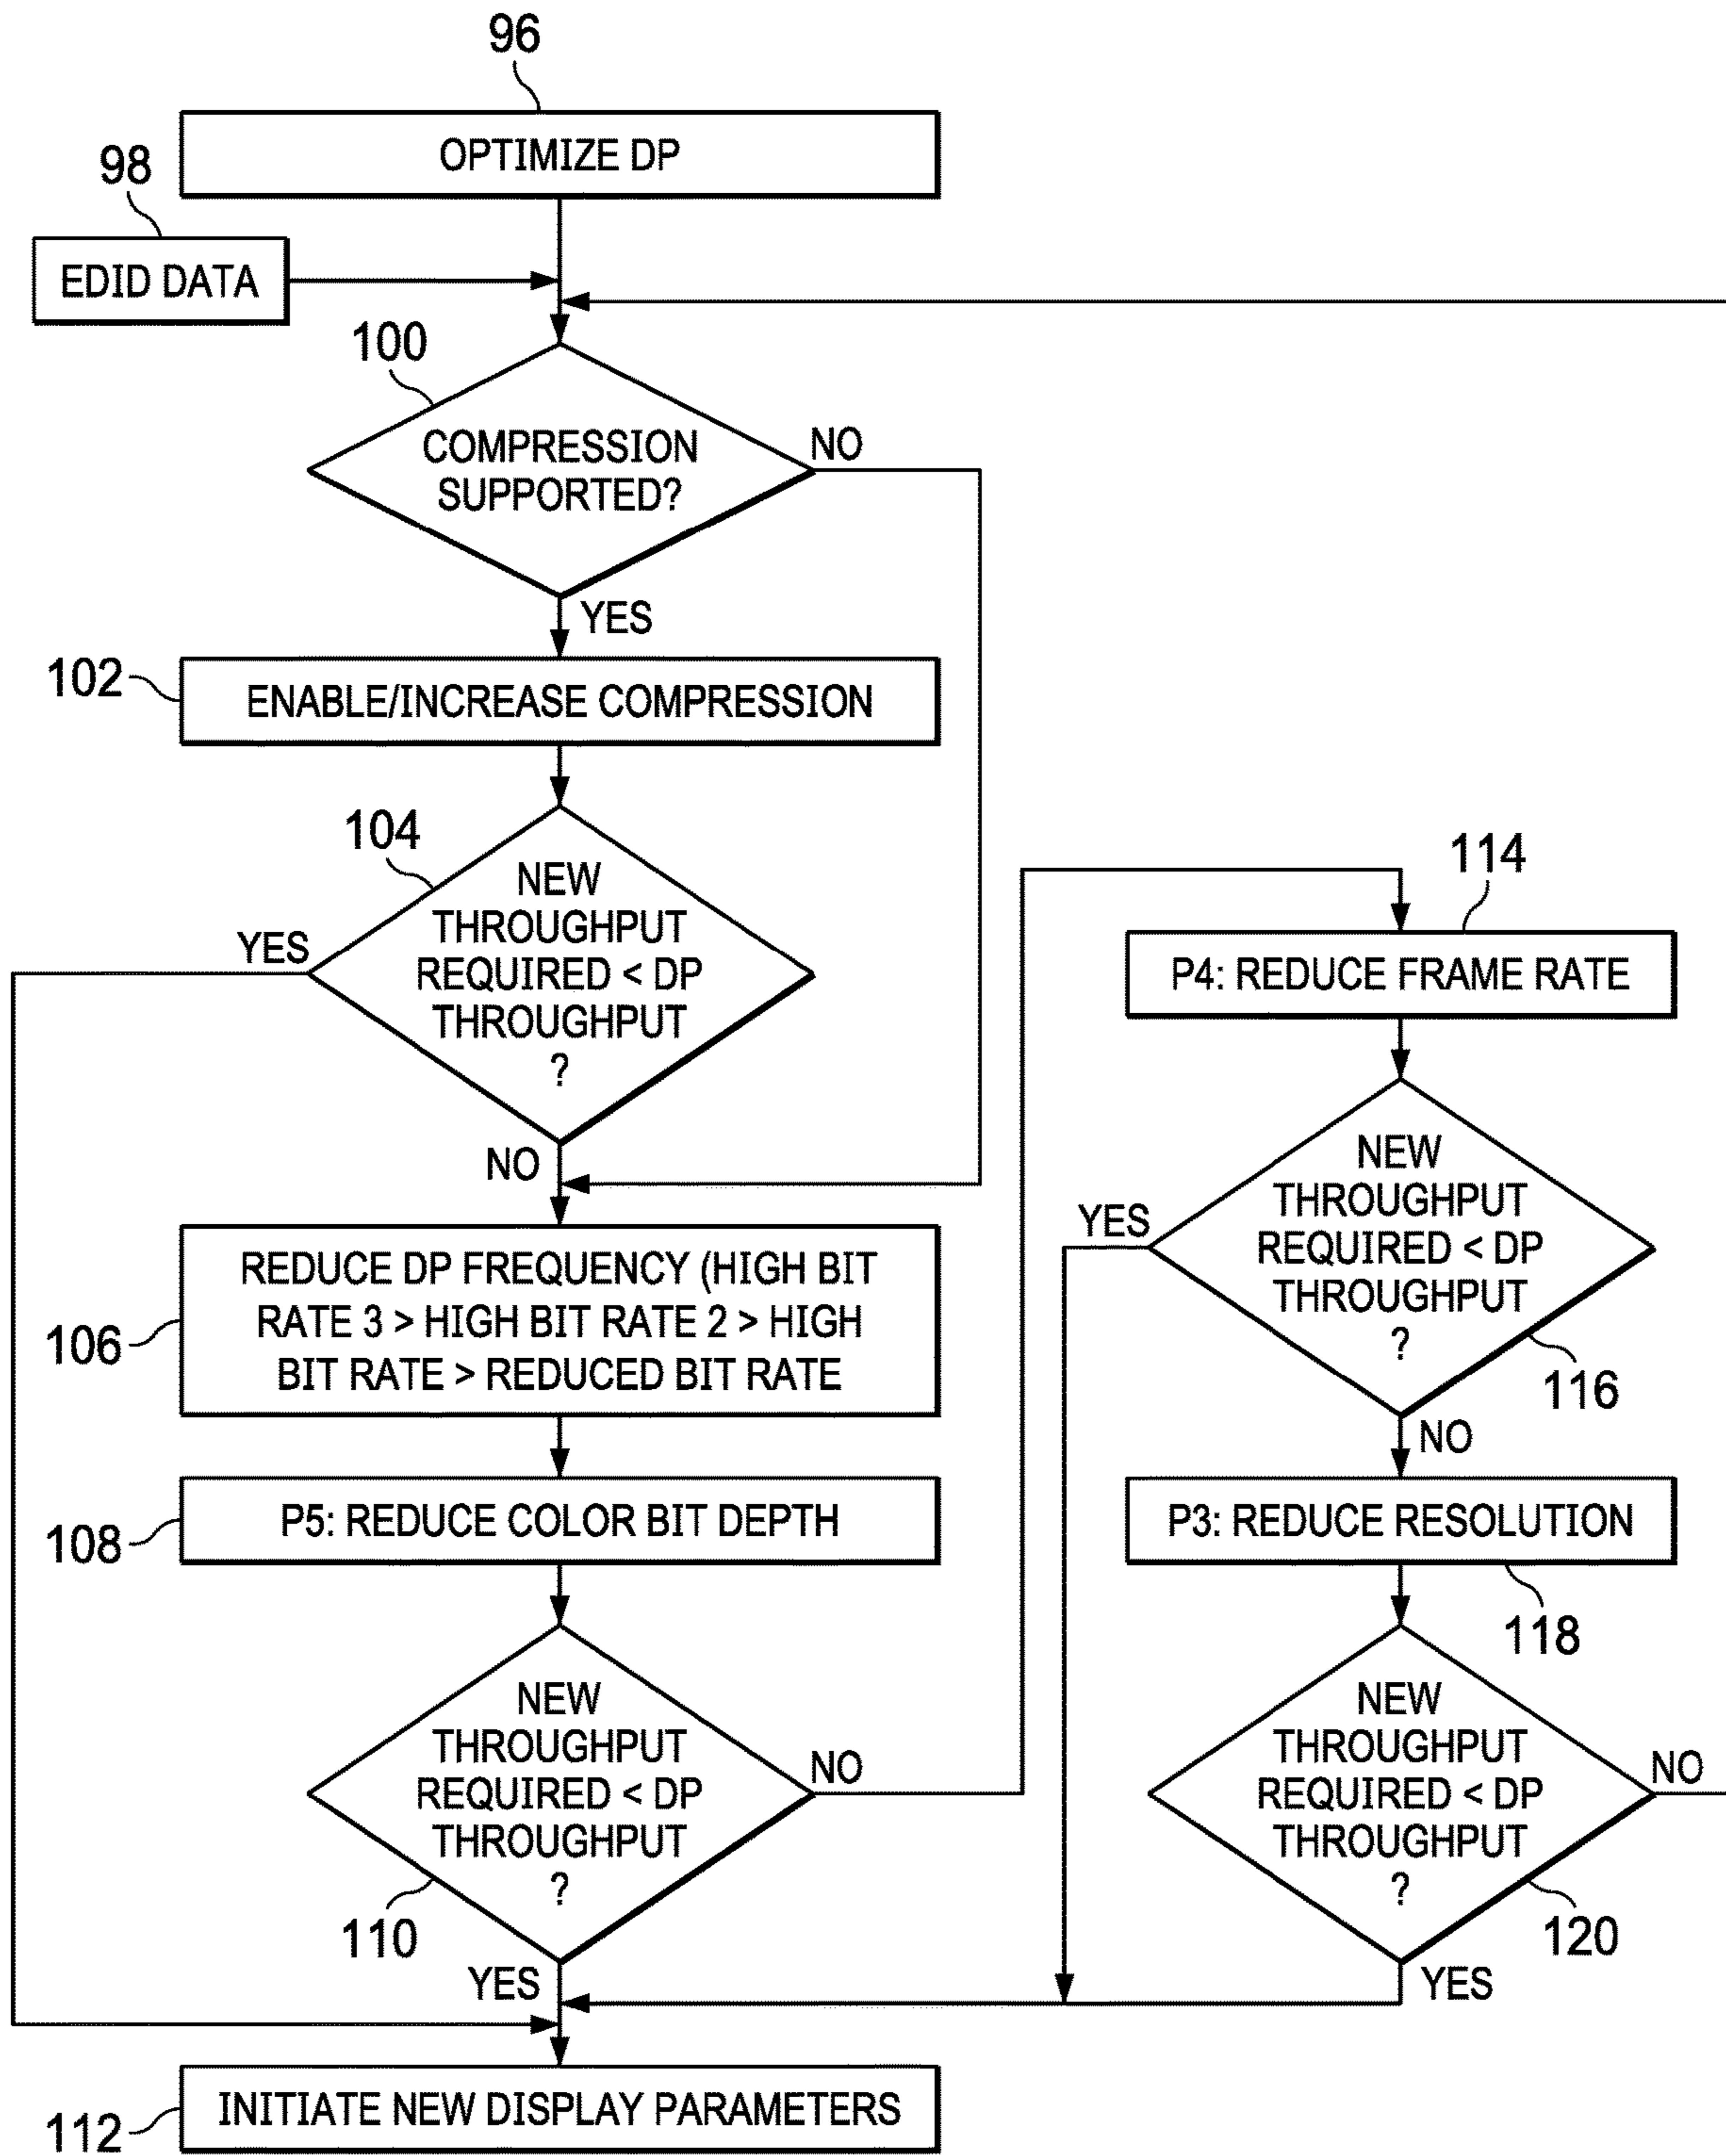 96
OPTIMIZE DP
98
EDID DATA
100
COMPRESSION
SUPPORTED?
NO
YES
102
ENABLE/INCREASE COMPRESSION
104
NEW
THROUGHPUT
REQUIRED < DP
THROUGHPUT
?
YES
NO
106
REDUCE DP FREQUENCY (HIGH BIT
RATE 3 > HIGH BIT RATE 2 > HIGH
BIT RATE > REDUCED BIT RATE
108
P5: REDUCE COLOR BIT DEPTH
NEW
THROUGHPUT
REQUIRED < DP
THROUGHPUT
?
NO
110
YES
112
INITIATE NEW DISPLAY PARAMETERS
114
P4: REDUCE FRAME RATE
NEW
THROUGHPUT
REQUIRED < DP
THROUGHPUT
?
YES
116
NO
P3: REDUCE RESOLUTION
118
NEW
THROUGHPUT
REQUIRED < DP
THROUGHPUT
?
NO
120
YES